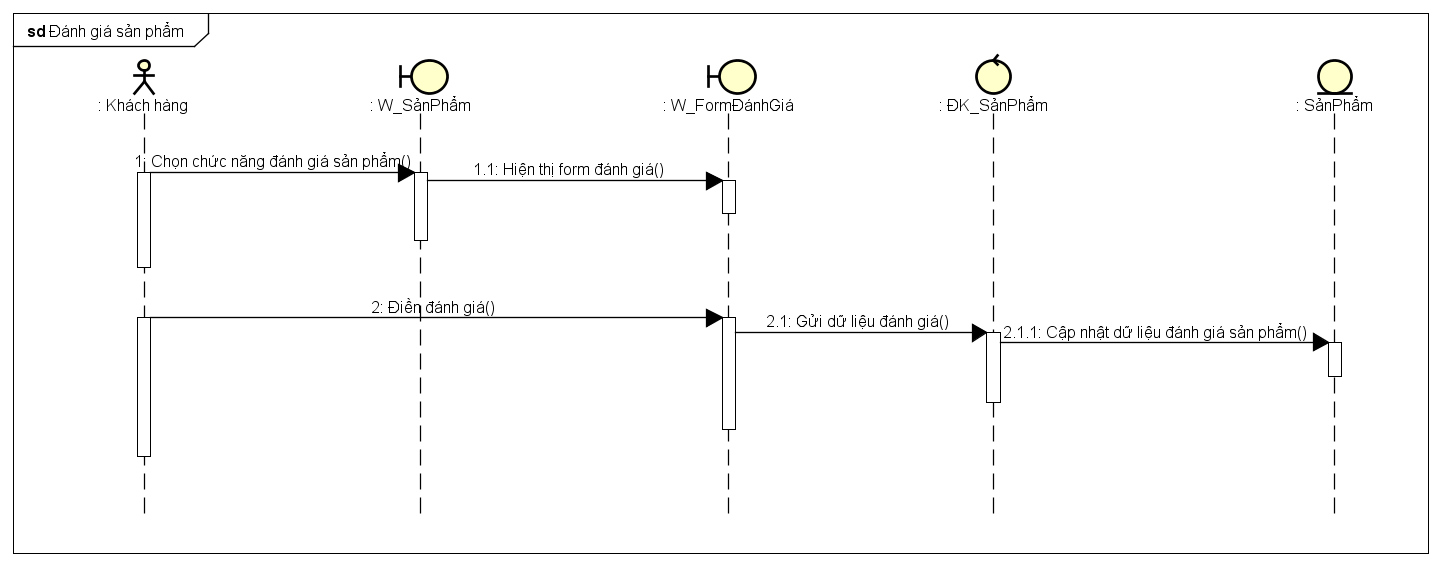 sd Đánh giá sản phẩm
: Khách hàng
: W_SảnPhẩm
: W_FormĐánhGiá
: ĐK_SảnPhẩm
: SảnPhẩm
1: Chọn chức năng đánh giá sản phẩm()
1.1: Hiện thị form đánh giá()
2: Điền đánh giá()
2.1: Gửi dữ liệu đánh giá()
2.1.1: Cập nhật dữ liệu đánh giá sản phẩm()